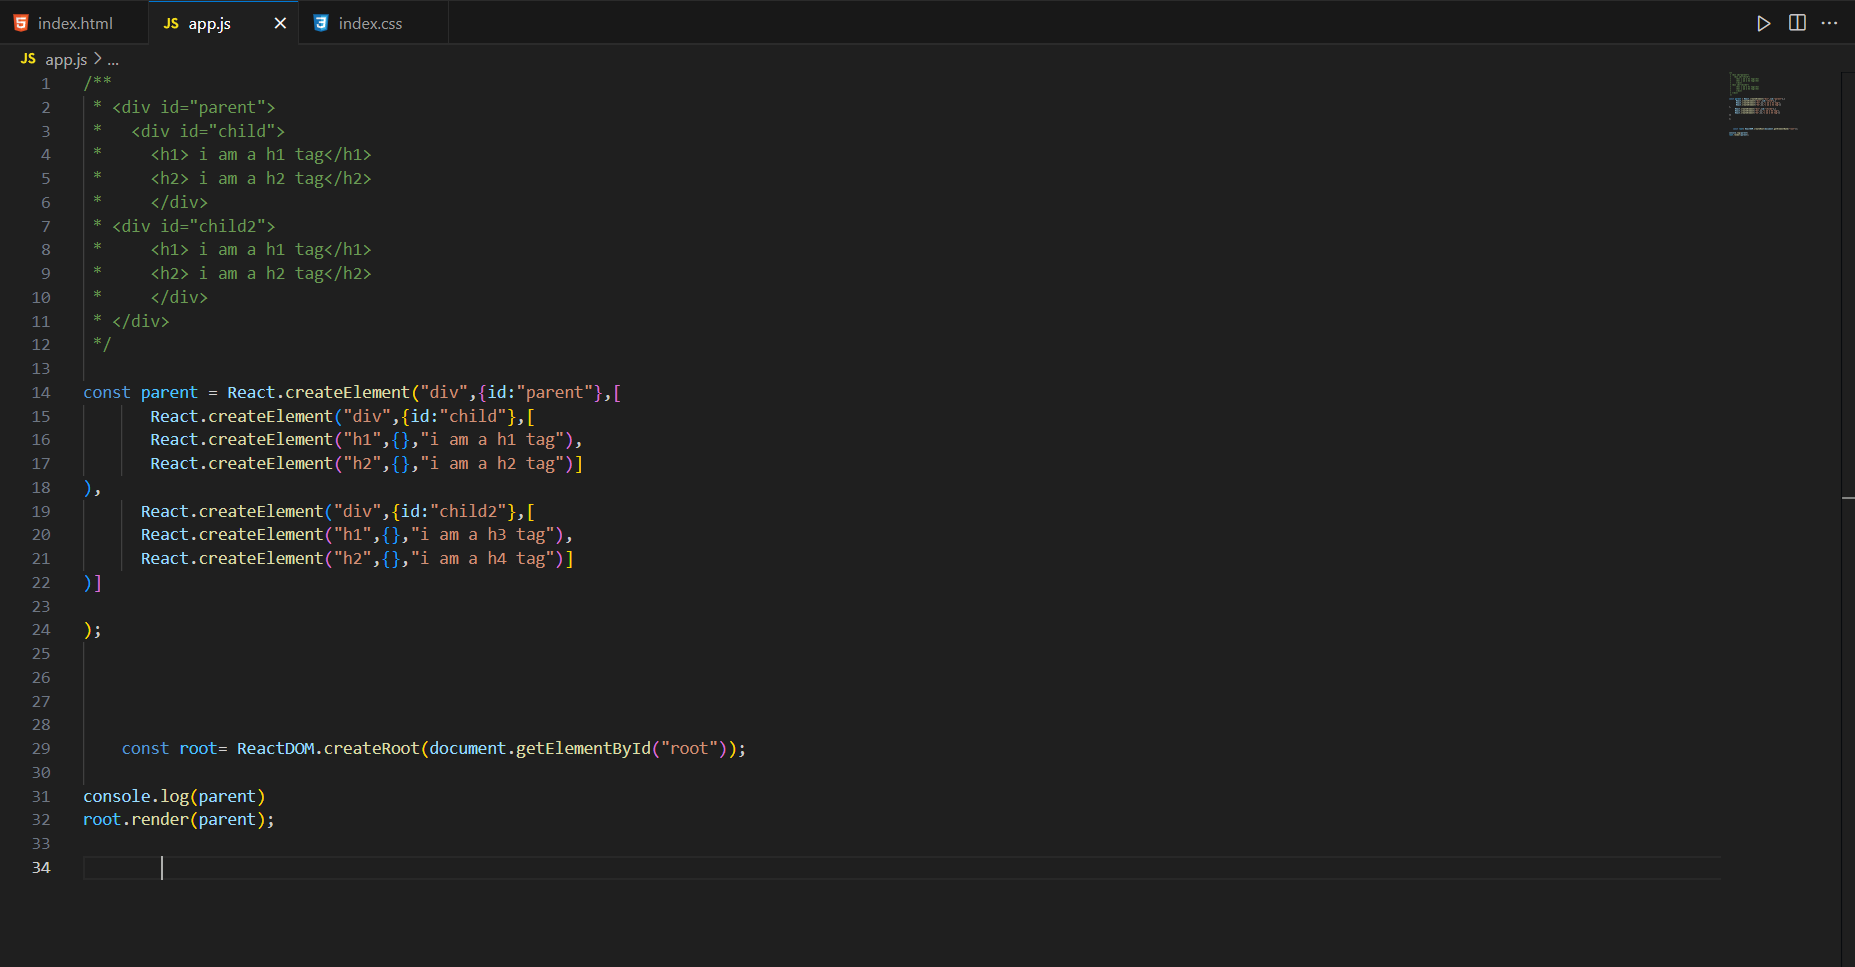 index.html
JS app.js
index.css
JS app.js > ...
1 /**
2 * <div id="parent">
3 *   <div id="child">
4 *     <h1> i am a h1 tag</h1>
5 *     <h2> i am a h2 tag</h2>
6 *     </div>
7 * <div id="child2">
8 *     <h1> i am a h1 tag</h1>
9 *     <h2> i am a h2 tag</h2>
10 *     </div>
11 * </div>
12 */
13
14 const parent = React.createElement("div",{id:"parent"},[
15        React.createElement("div",{id:"child"},[
16        React.createElement("h1",{},"i am a h1 tag"),
17        React.createElement("h2",{},"i am a h2 tag")]
18 ),
19       React.createElement("div",{id:"child2"},[
20       React.createElement("h1",{},"i am a h3 tag"),
21       React.createElement("h2",{},"i am a h4 tag")]
22 )]
23
24 );
25
26
27
28
29     const root= ReactDOM.createRoot(document.getElementById("root"));
30
31 console.log(parent)
32 root.render(parent);
33
34